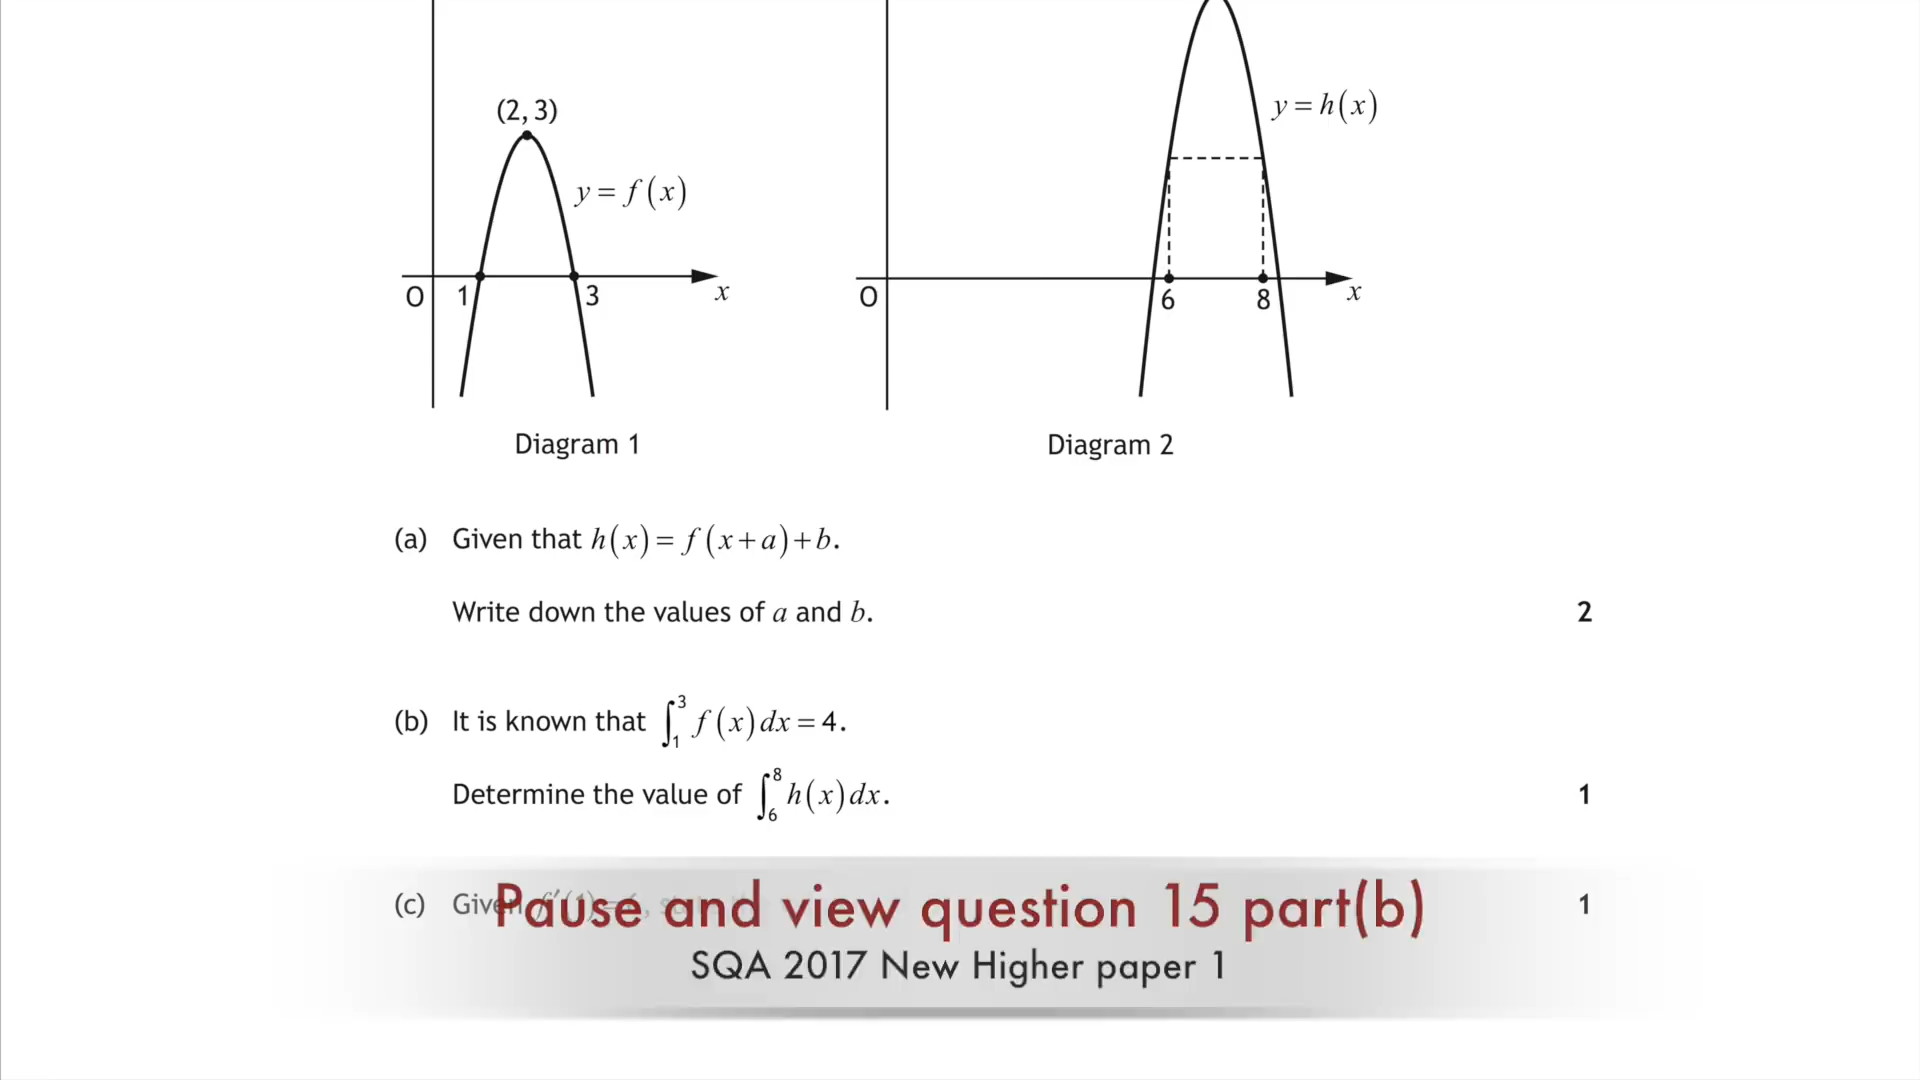 (2, 3)
y = f(x)
y = h(x)
O 1 3 x
O 6 8 x
Diagram 1
Diagram 2
(a) Given that h(x) = f(x+a)+b.
Write down the values of a and b.
2
(b) It is known that ∫₁³ f(x)dx = 4.
Determine the value of ∫₆⁸ h(x)dx.
1
(c) Given
1
Pause and view question 15 part(b)
SQA 2017 New Higher paper 1